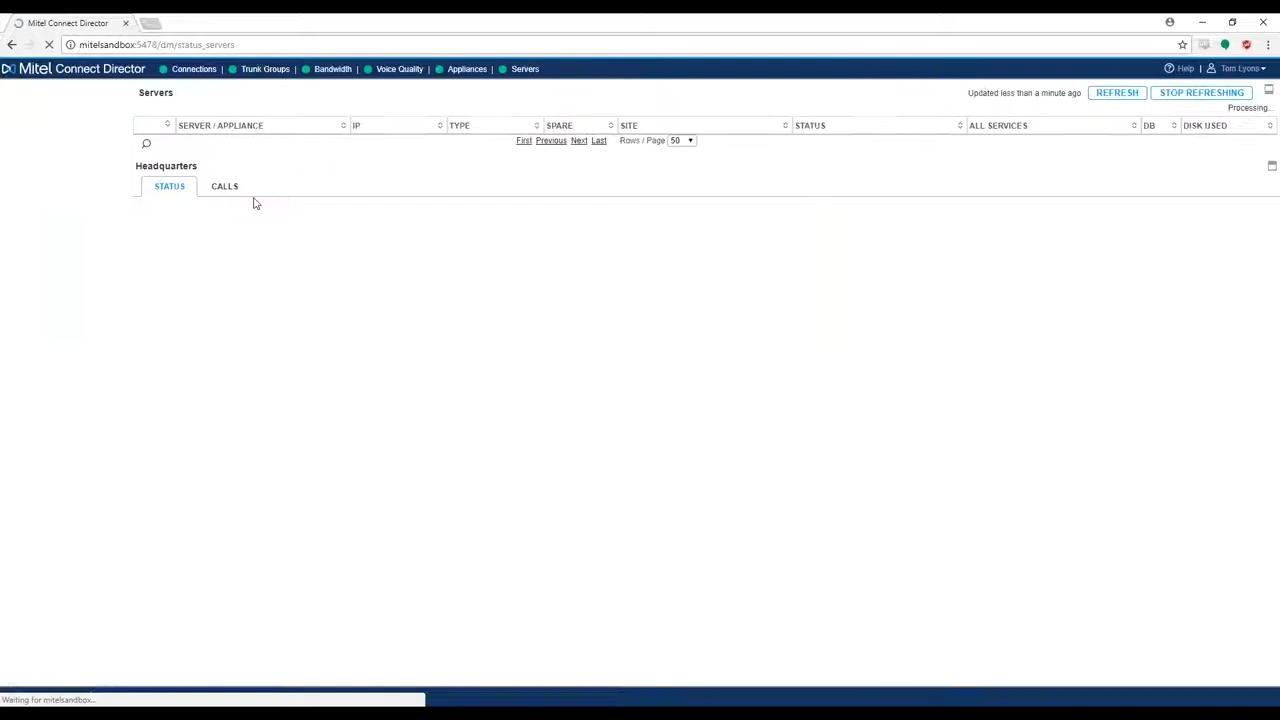 Mitel Connect Director
mitelsandbox:5478/dm/status_servers
Mitel Connect Director Connections | Trunk Groups | Bandwidth | Voice Quality | Appliances | Servers Help | Tom Lyons
Servers Updated less than a minute ago REFRESH STOP REFRESHING
Processing...
SERVER / APPLIANCE IP TYPE SPARE SITE STATUS ALL SERVICES DB DISK USED
First Previous Next Last Rows / Page 50
Headquarters
STATUS CALLS
Waiting for mitelsandbox...